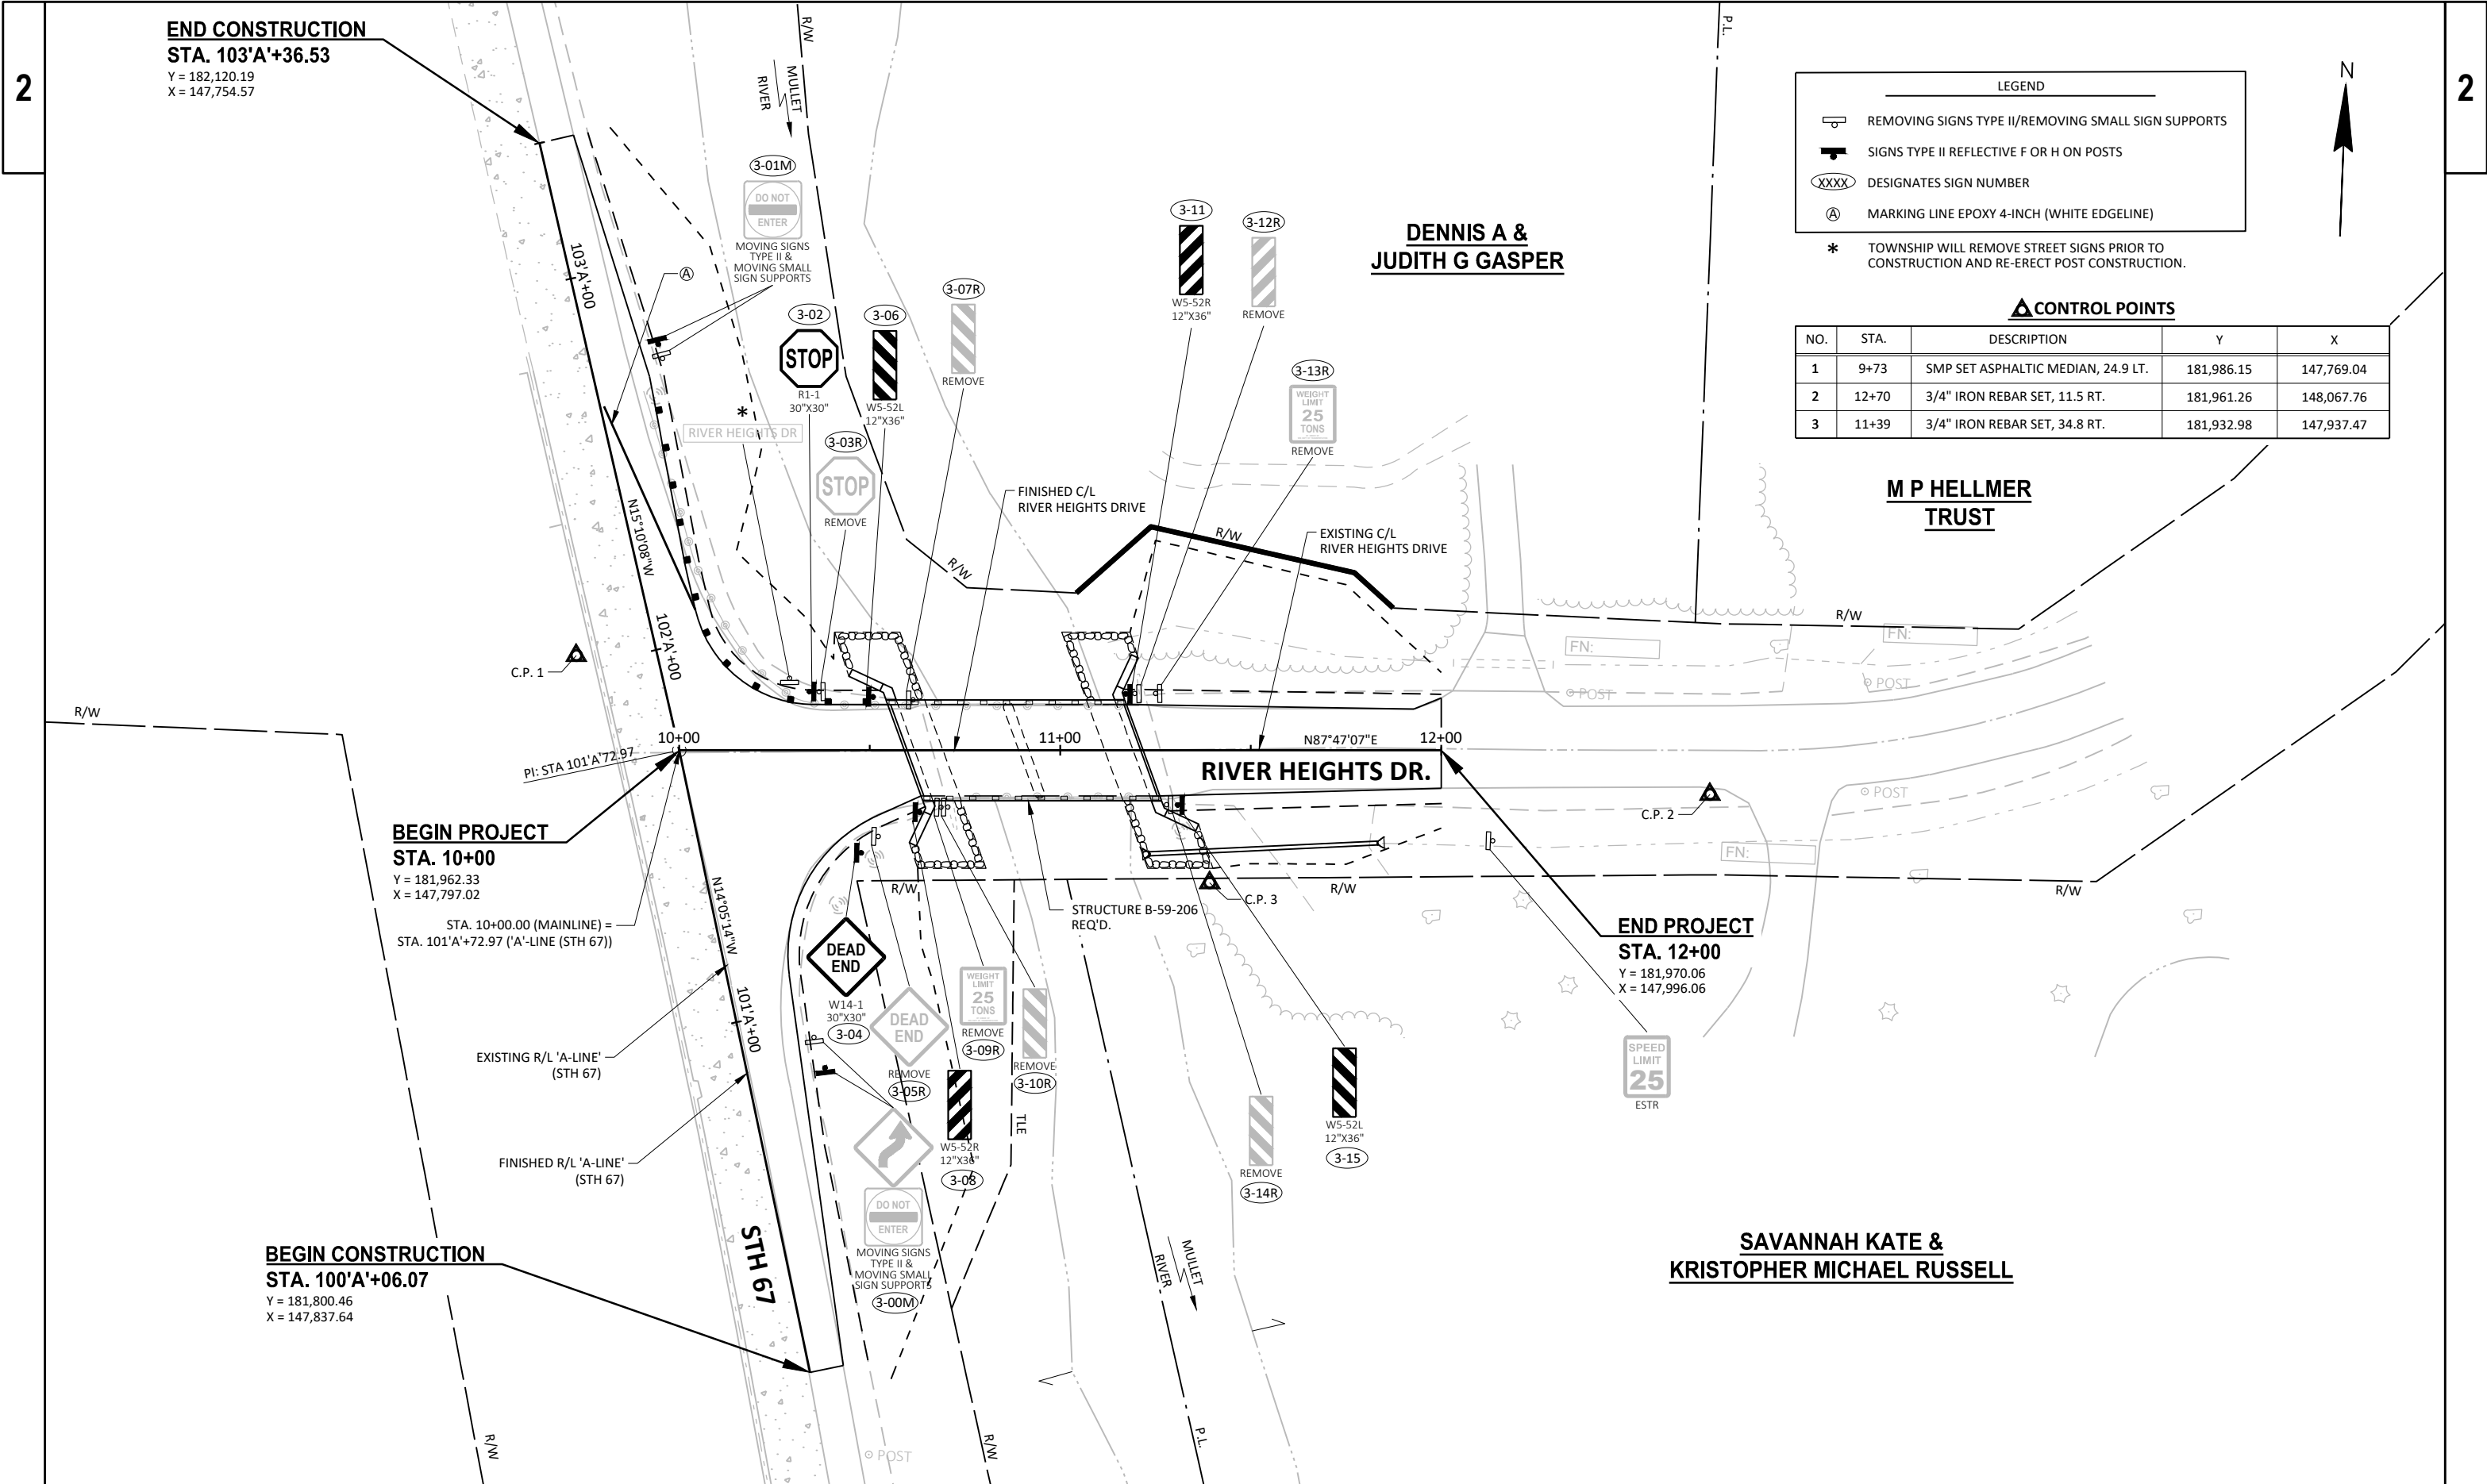 2
END CONSTRUCTION
STA. 103'A'+36.53
Y = 182,120.19
X = 147,754.57
R/W
MULLET
RIVER
P.L.
LEGEND
REMOVING SIGNS TYPE II/REMOVING SMALL SIGN SUPPORTS
SIGNS TYPE II REFLECTIVE F OR H ON POSTS
XXXX DESIGNATES SIGN NUMBER
A MARKING LINE EPOXY 4-INCH (WHITE EDGELINE)
* TOWNSHIP WILL REMOVE STREET SIGNS PRIOR TO
CONSTRUCTION AND RE-ERECT POST CONSTRUCTION.
N
2
CONTROL POINTS
NO. STA. DESCRIPTION Y X
1 9+73 SMP SET ASPHALTIC MEDIAN, 24.9 LT. 181,986.15 147,769.04
2 12+70 3/4" IRON REBAR SET, 11.5 RT. 181,961.26 148,067.76
3 11+39 3/4" IRON REBAR SET, 34.8 RT. 181,932.98 147,937.47
3-01M
DO NOT
ENTER
MOVING SIGNS
TYPE II &
MOVING SMALL
SIGN SUPPORTS
103'A'+00
A
3-02
STOP
R1-1
30"X30"
3-06
W5-52L
12"X36"
3-07R
REMOVE
3-11
W5-52R
12"X36"
3-12R
REMOVE
DENNIS A &
JUDITH G GASPER
3-13R
WEIGHT
LIMIT
25
TONS
REMOVE
*
RIVER HEIGHTS DR
3-03R
STOP
REMOVE
FINISHED C/L
RIVER HEIGHTS DRIVE
R/W
R/W
EXISTING C/L
RIVER HEIGHTS DRIVE
M P HELLMER
TRUST
N15°10'08"W
102'A'+00
C.P. 1
R/W
FN:
FN:
POST
POST
R/W
10+00
11+00
N87°47'07"E
12+00
PI: STA 101'A'72.97
RIVER HEIGHTS DR.
BEGIN PROJECT
STA. 10+00
Y = 181,962.33
X = 147,797.02
STA. 10+00.00 (MAINLINE) =
STA. 101'A'+72.97 ('A'-LINE (STH 67))
C.P. 2
POST
FN:
R/W
R/W
R/W
C.P. 3
STRUCTURE B-59-206
REQ'D.
END PROJECT
STA. 12+00
Y = 181,970.06
X = 147,996.06
N14°05'14"W
101'A'+00
DEAD
END
W14-1
30"X30"
3-04
DEAD
END
REMOVE
3-05R
WEIGHT
LIMIT
25
TONS
REMOVE
3-09R
REMOVE
3-10R
EXISTING R/L 'A-LINE'
(STH 67)
FINISHED R/L 'A-LINE'
(STH 67)
W5-52R
12"X36"
3-08
TLE
REMOVE
3-14R
W5-52L
12"X36"
3-15
SPEED
LIMIT
25
ESTR
DO NOT
ENTER
MOVING SIGNS
TYPE II &
MOVING SMALL
SIGN SUPPORTS
3-00M
STH 67
BEGIN CONSTRUCTION
STA. 100'A'+06.07
Y = 181,800.46
X = 147,837.64
MULLET
RIVER
SAVANNAH KATE &
KRISTOPHER MICHAEL RUSSELL
R/W
POST
R/W
P.L.